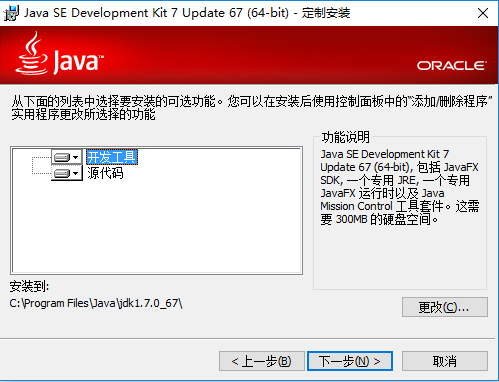 Java SE Development Kit 7 Update 67 (64-bit) - 定制安装
Java™
ORACLE
从下面的列表中选择要安装的可选功能。您可以在安装后使用控制面板中的“添加/删除程序”
实用程序更改所选择的功能
开发工具
源代码
功能说明
Java SE Development Kit 7
Update 67 (64-bit), 包括 JavaFX
SDK, 一个专用 JRE, 一个专用
JavaFX 运行时以及 Java
Mission Control 工具套件。这需
要 300MB 的硬盘空间。
安装到:
C:\Program Files\Java\jdk1.7.0_67\
更改(C)...
< 上一步(B)
下一步(N) >
取消